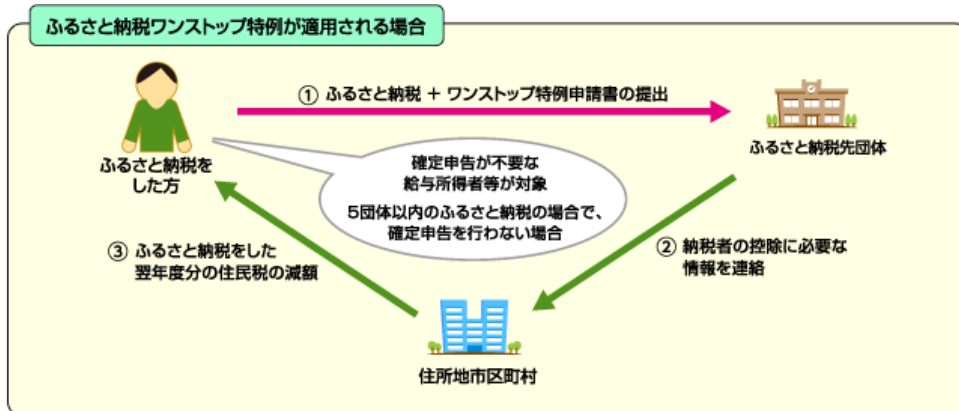 ふるさと納税ワンストップ特例が適用される場合
① ふるさと納税 + ワンストップ特例申請書の提出
ふるさと納税を
した方
ふるさと納税先団体
確定申告が不要な
給与所得者等が対象
5団体以内のふるさと納税の場合で、
確定申告を行わない場合
③ ふるさと納税をした
翌年度分の住民税の減額
② 納税者の控除に必要な
情報を連絡
住所地市区町村